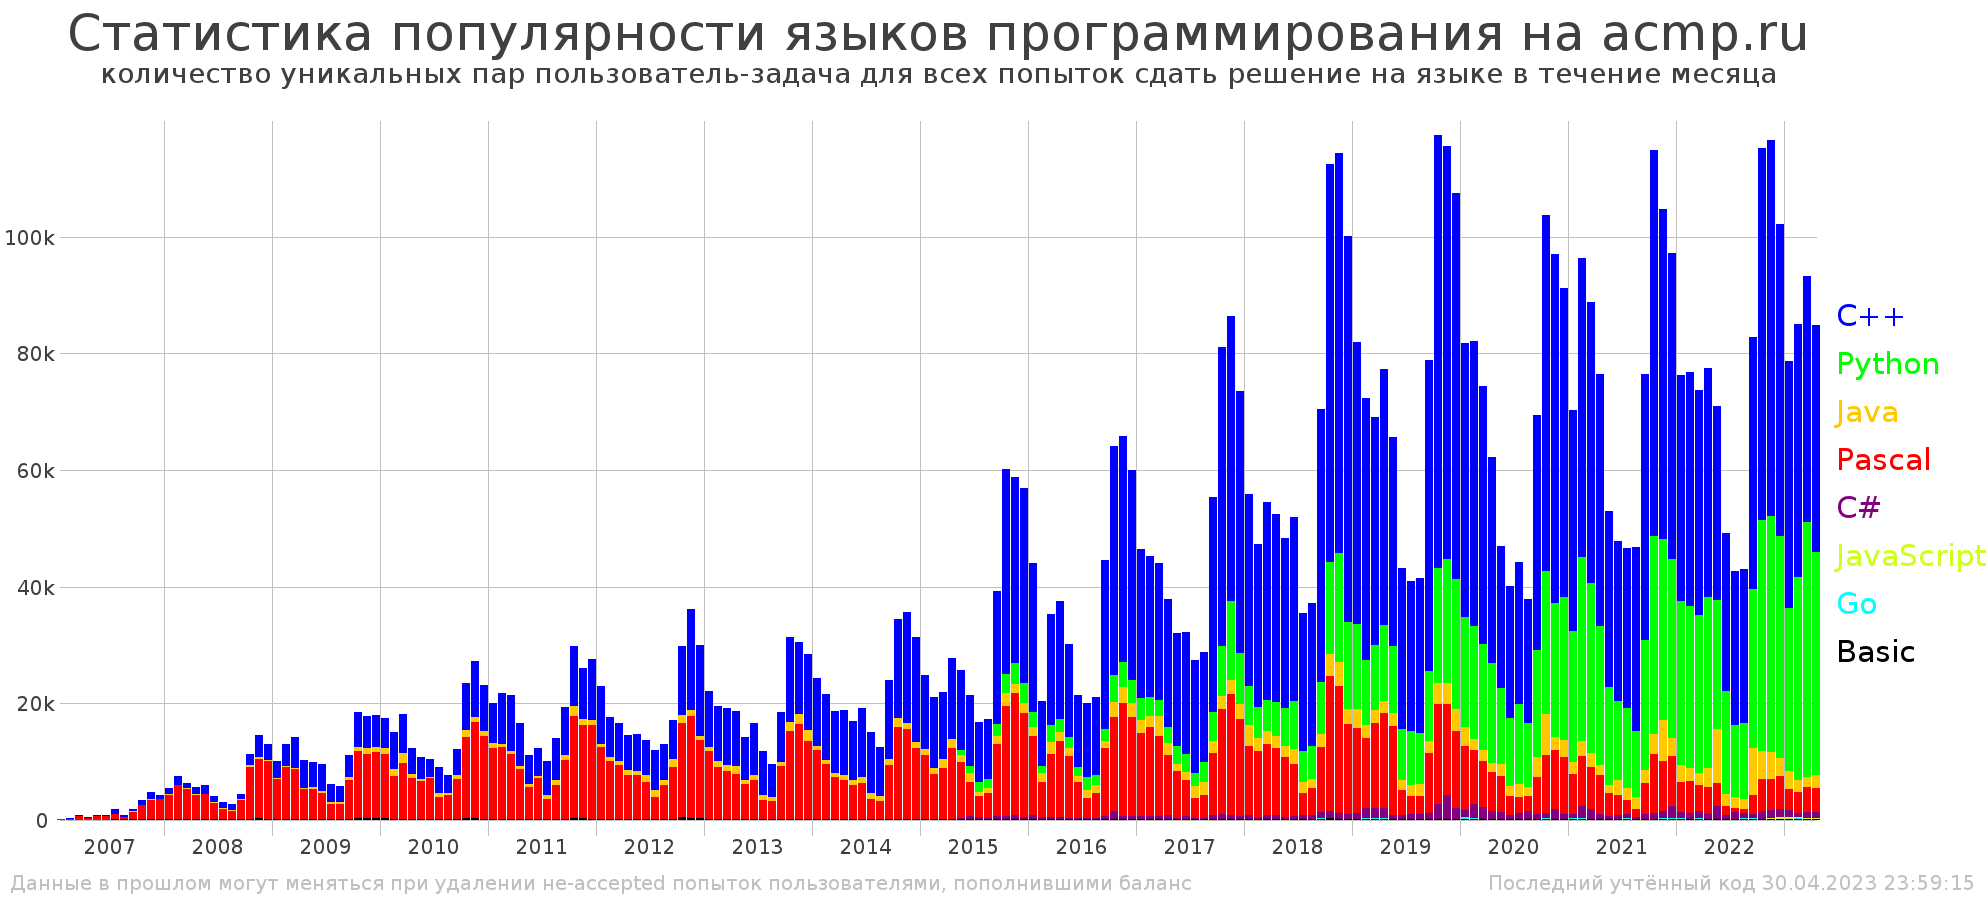 Статистика популярности языков программирования на acmp.ru
количество уникальных пар пользователь-задача для всех попыток сдать решение на языке в течение месяца
100k
80k
60k
40k
20k
0
C++
Python
Java
Pascal
C#
JavaScript
Go
Basic
2007 2008 2009 2010 2011 2012 2013 2014 2015 2016 2017 2018 2019 2020 2021 2022
Данные в прошлом могут меняться при удалении не-accepted попыток пользователями, пополнившими баланс
Последний учтённый код 30.04.2023 23:59:15